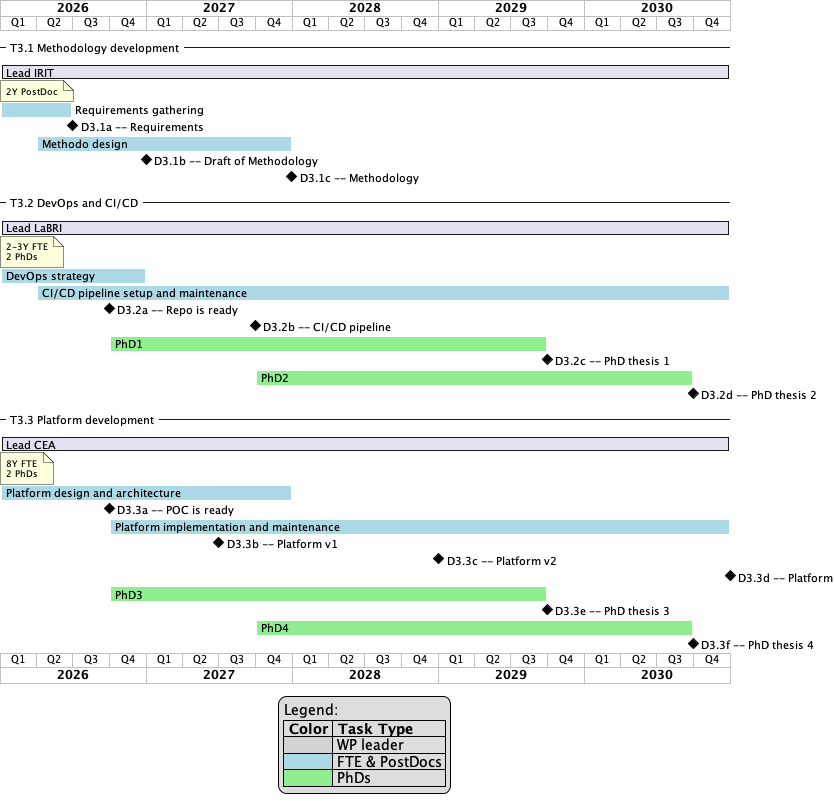 2026 2027 2028 2029 2030
Q1 Q2 Q3 Q4 Q1 Q2 Q3 Q4 Q1 Q2 Q3 Q4 Q1 Q2 Q3 Q4 Q1 Q2 Q3 Q4
T3.1 Methodology development
Lead IRIT
2Y PostDoc
Requirements gathering
D3.1a -- Requirements
Methodo design
D3.1b -- Draft of Methodology
D3.1c -- Methodology
T3.2 DevOps and CI/CD
Lead LaBRI
2-3Y FTE
2 PhDs
DevOps strategy
CI/CD pipeline setup and maintenance
D3.2a -- Repo is ready
D3.2b -- CI/CD pipeline
PhD1
D3.2c -- PhD thesis 1
PhD2
D3.2d -- PhD thesis 2
T3.3 Platform development
Lead CEA
8Y FTE
2 PhDs
Platform design and architecture
D3.3a -- POC is ready
Platform implementation and maintenance
D3.3b -- Platform v1
D3.3c -- Platform v2
D3.3d -- Platform
PhD3
D3.3e -- PhD thesis 3
PhD4
D3.3f -- PhD thesis 4
Q1 Q2 Q3 Q4 Q1 Q2 Q3 Q4 Q1 Q2 Q3 Q4 Q1 Q2 Q3 Q4 Q1 Q2 Q3 Q4
2026 2027 2028 2029 2030
Legend:
Color Task Type
WP leader
FTE & PostDocs
PhDs